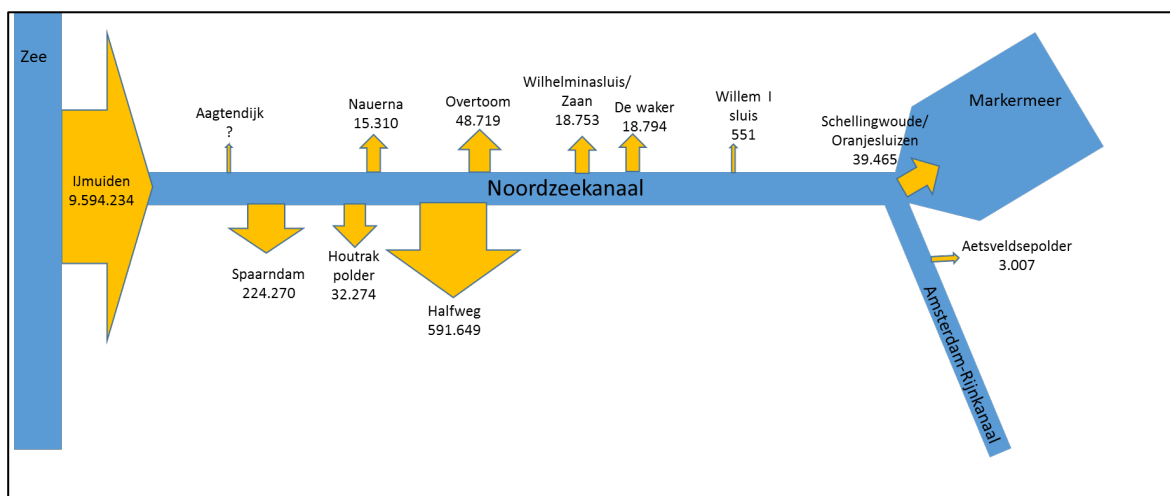 Zee
IJmuiden
9.594.234
Aagtendijk
?
Nauerna
15.310
Overtoom
48.719
Wilhelminasluis/
Zaan
18.753
De waker
18.794
Willem I
sluis
551
Schellingwoude/
Oranjesluizen
39.465
Markermeer
Noordzeekanaal
Spaarndam
224.270
Houtrak
polder
32.274
Halfweg
591.649
Aetsveldsepolder
3.007
Amsterdam-Rijnkanaal